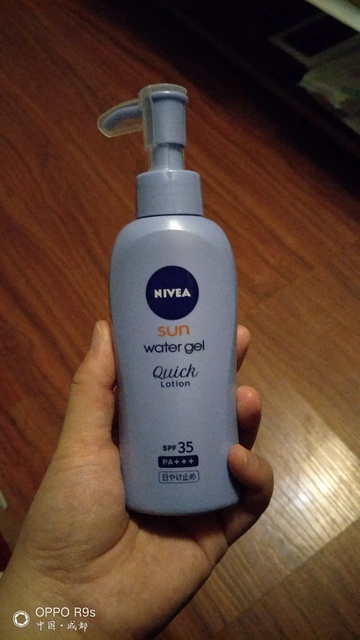 NIVEA
sun
water gel
Quick
Lotion
SPF 35
PA+++
日やけ止め
OPPO R9s
中国·成都